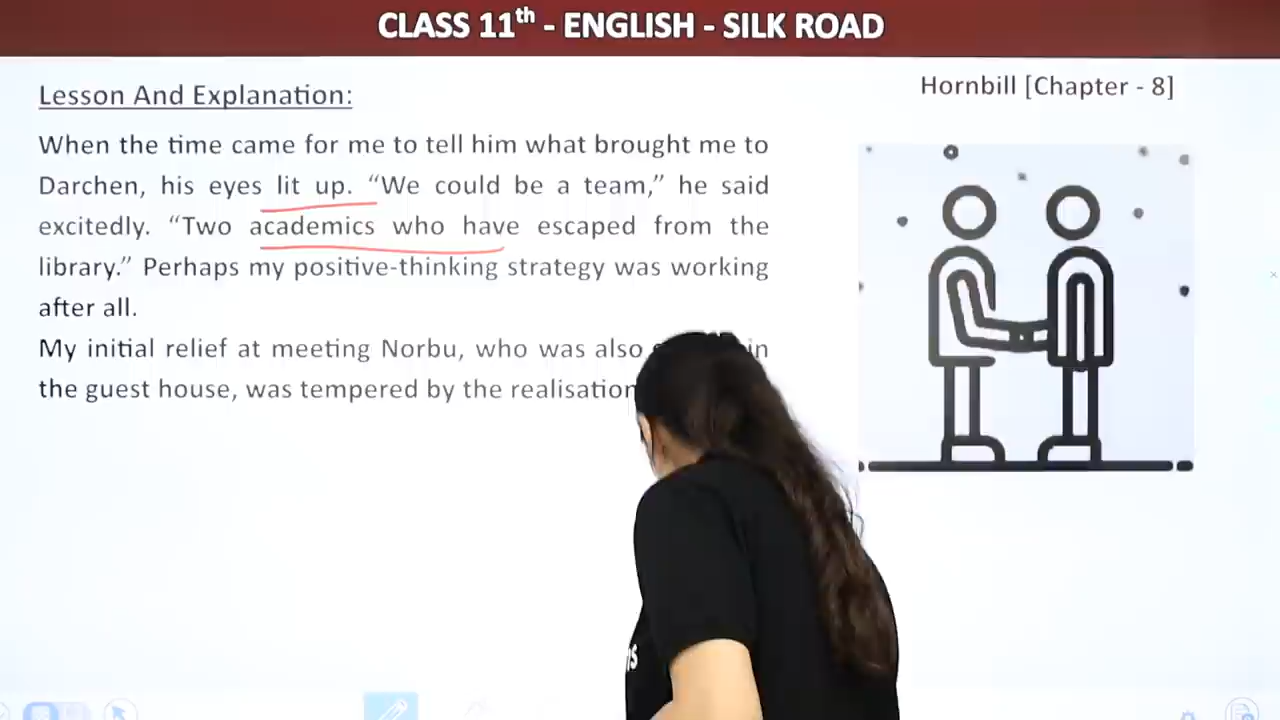 CLASS 11th - ENGLISH - SILK ROAD
Lesson And Explanation:
Hornbill [Chapter - 8]
When the time came for me to tell him what brought me to
Darchen, his eyes lit up. “We could be a team,” he said
excitedly. “Two academics who have escaped from the
library.” Perhaps my positive-thinking strategy was working
after all.
My initial relief at meeting Norbu, who was also in
the guest house, was tempered by the realisation